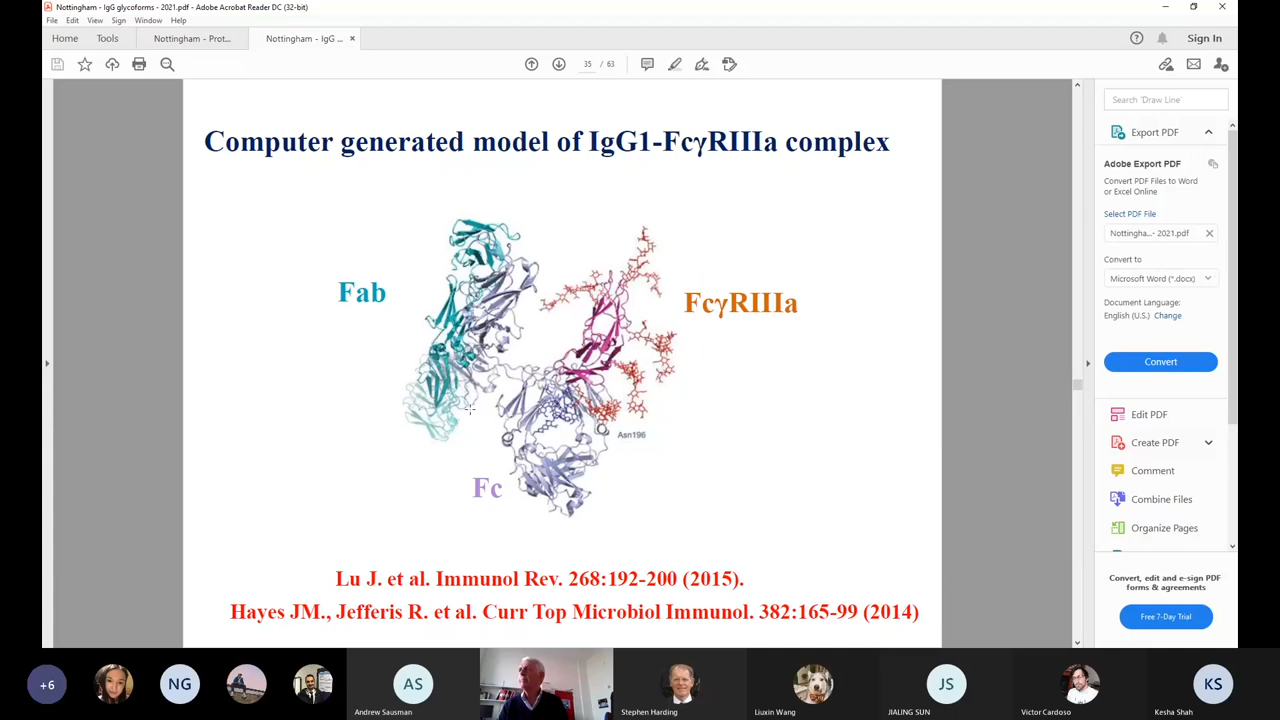 Nottingham - IgG glycoforms - 2021.pdf - Adobe Acrobat Reader DC (32-bit)
File Edit View Sign Window Help
Home Tools Nottingham - Prot... Nottingham - IgG ... × Sign In
35 / 63
Search 'Draw Line'
Computer generated model of IgG1-FcγRIIIa complex
Export PDF
Adobe Export PDF
Convert PDF Files to Word
or Excel Online
Select PDF File
Nottingha...- 2021.pdf
Convert to
Microsoft Word (*.docx)
Document Language:
English (U.S.) Change
Convert
Edit PDF
Create PDF
Comment
Combine Files
Organize Pages
Convert, edit and e-sign PDF
forms & agreements
Free 7-Day Trial
Fab
FcγRIIIa
Asn196
Fc
Lu J. et al. Immunol Rev. 268:192-200 (2015).
Hayes JM., Jefferis R. et al. Curr Top Microbiol Immunol. 382:165-99 (2014)
+6
NG
AS
JS
KS
Andrew Sausman
Stephen Harding
Liuxin Wang
JIALING SUN
Victor Cardoso
Kesha Shah